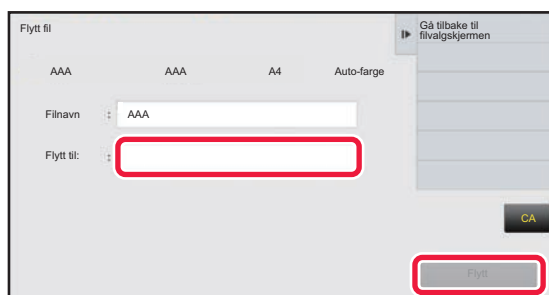 Flytt fil
Gå tilbake til
filvalgskjermen
AAA AAA A4 Auto-farge
Filnavn : AAA
Flytt til: :
CA
Flytt